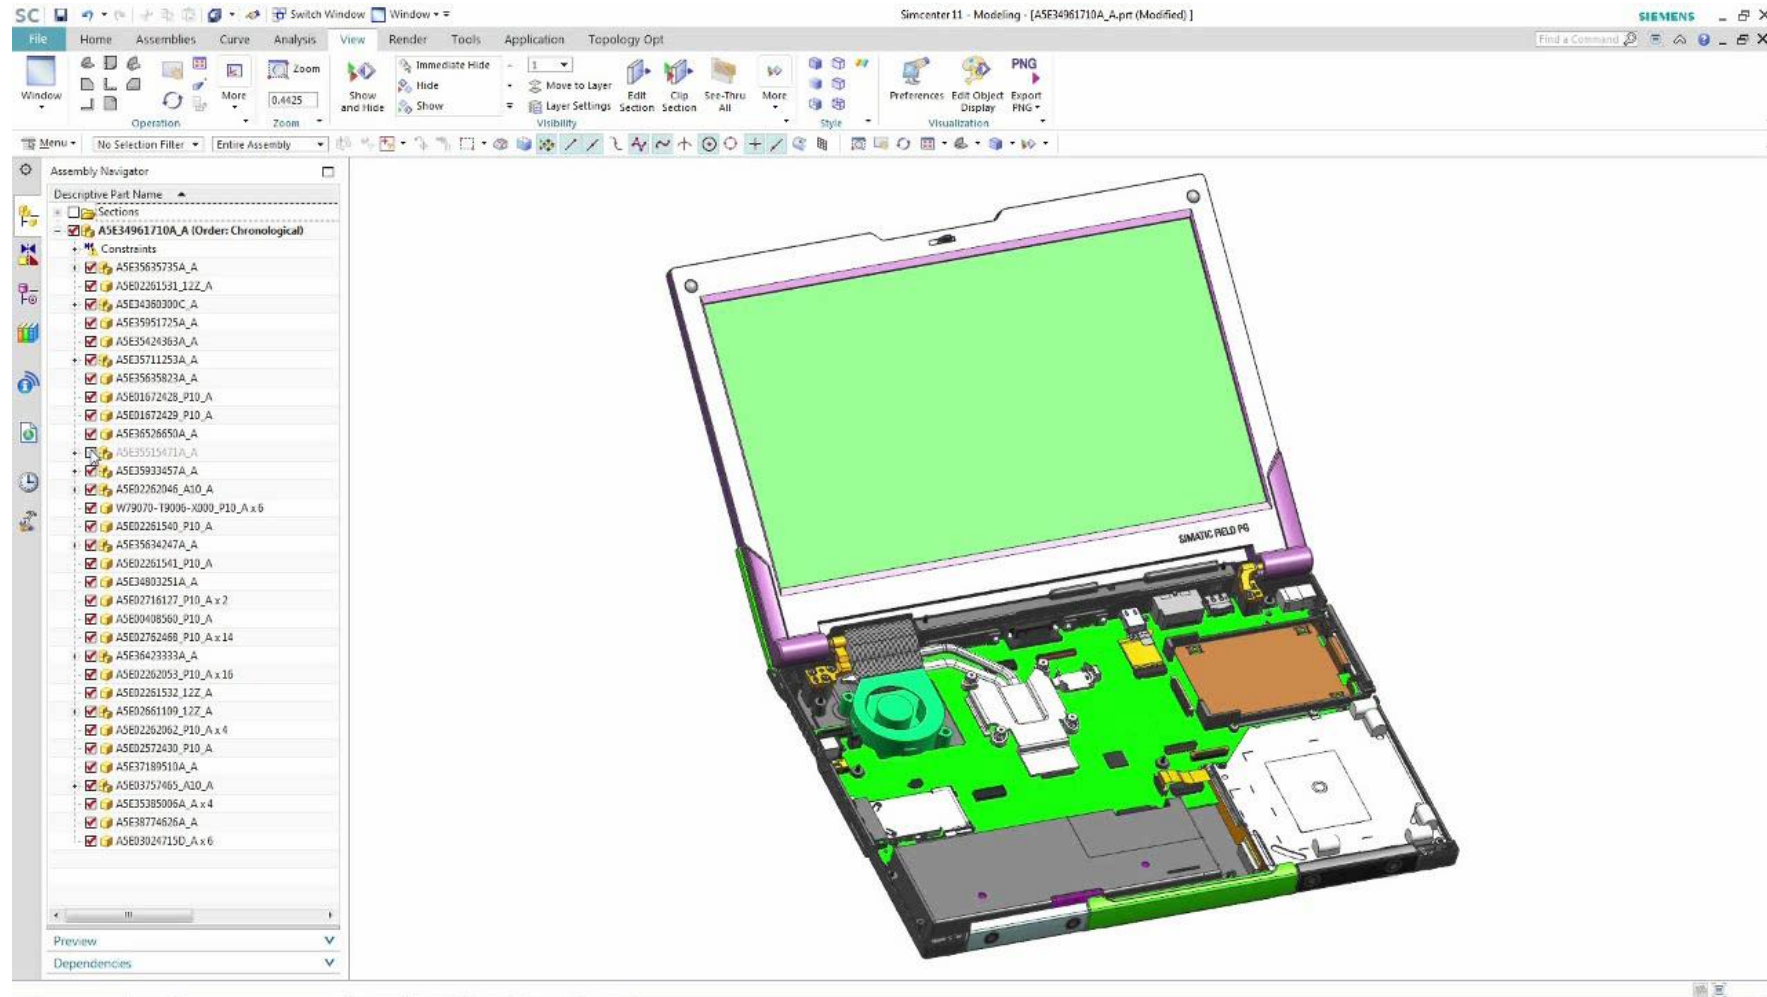 SC Switch Window Window Simcenter 11 - Modeling - [A5E34961710A_A.prt (Modified) ] SIEMENS
File Home Assemblies Curve Analysis View Render Tools Application Topology Opt Find a Command
Window
More
Operation
Zoom
0.4425
Zoom
Show and Hide
Immediate Hide
Hide
Show
1
Move to Layer
Layer Settings
Edit Section
Clip Section
See-Thru All
More
Visibility
Style
Preferences
Edit Object Display
PNG
Export PNG
Visualization
Menu No Selection Filter Entire Assembly
Assembly Navigator
Descriptive Part Name
Sections
A5E34961710A_A (Order: Chronological)
Constraints
A5E35635735A_A
A5E02261531_12Z_A
A5E34360300C_A
A5E35951725A_A
A5E35424363A_A
A5E35711253A_A
A5E35635823A_A
A5E01672428_P10_A
A5E01672429_P10_A
A5E36526650A_A
A5E35515471A_A
A5E35933457A_A
A5E02262046_A10_A
W79070-T9006-X000_P10_A x 6
A5E02261540_P10_A
A5E35634247A_A
A5E02261541_P10_A
A5E34803251A_A
A5E02716127_P10_A x 2
A5E00408560_P10_A
A5E02762468_P10_A x 14
A5E36423333A_A
A5E02262053_P10_A x 16
A5E02261532_12Z_A
A5E02661109_12Z_A
A5E02262062_P10_A x 4
A5E02572430_P10_A
A5E37189510A_A
A5E03757465_A10_A
A5E35385006A_A x 4
A5E38774626A_A
A5E03024715D_A x 6
Preview
Dependencies
SIMATIC FIELD PG